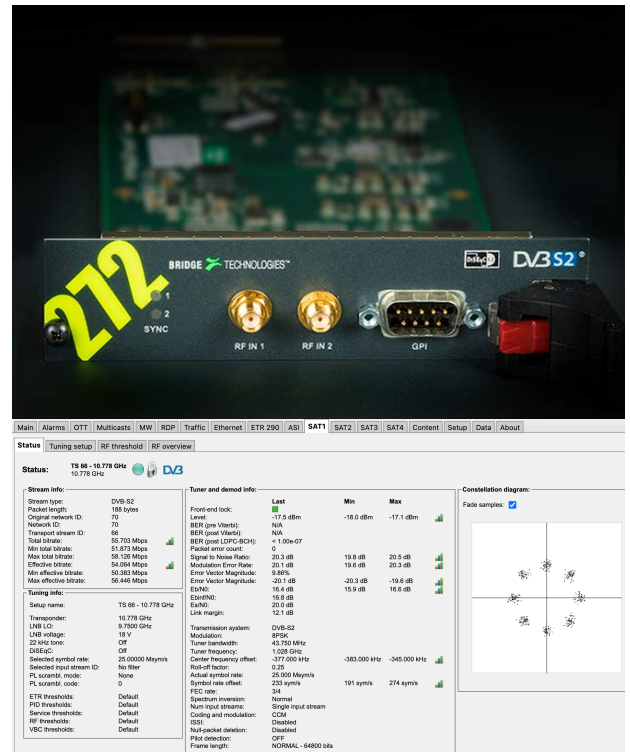 272
BRIDGE TECHNOLOGIES™
DiSEqC
DVB S2 ®
1
2
SYNC
RF IN 1
RF IN 2
GPI
Main Alarms OTT Multicasts MW RDP Traffic Ethernet ETR 290 ASI SAT1 SAT2 SAT3 SAT4 Content Setup Data About
Status Tuning setup RF threshold RF overview
Status: TS 66 - 10.778 GHz
10.778 GHz
DVB
Stream info:
Stream type: DVB-S2
Packet length: 188 bytes
Original network ID: 70
Network ID: 70
Transport stream ID: 66
Total bitrate: 55.703 Mbps
Min total bitrate: 51.873 Mbps
Max total bitrate: 58.126 Mbps
Effective bitrate: 54.064 Mbps
Min effective bitrate: 50.383 Mbps
Max effective bitrate: 56.446 Mbps
Tuning info:
Setup name: TS 66 - 10.778 GHz
Transponder: 10.778 GHz
LNB LO: 9.7500 GHz
LNB voltage: 18 V
22 kHz tone: Off
DiSEqC: Off
Selected symbol rate: 25.00000 Msym/s
Selected input stream ID: No filter
PL scrambl. mode: None
PL scrambl. code: 0
ETR thresholds: Default
PID thresholds: Default
Service thresholds: Default
RF thresholds: Default
VBC thresholds: Default
Tuner and demod info:
Last Min Max
Front-end lock:
Level: -17.5 dBm -18.0 dBm -17.1 dBm
BER (pre Viterbi): N/A
BER (post Viterbi): N/A
BER (post LDPC-BCH): < 1.00e-07
Packet error count: 0
Signal to Noise Ratio: 20.3 dB 19.8 dB 20.5 dB
Modulation Error Rate: 20.1 dB 19.6 dB 20.3 dB
Error Vector Magnitude: 9.86%
Error Vector Magnitude: -20.1 dB -20.3 dB -19.6 dB
Eb/N0: 16.4 dB 15.9 dB 16.6 dB
Ebinf/N0: 16.8 dB
Es/N0: 20.0 dB
Link margin: 12.1 dB
Transmission system: DVB-S2
Modulation: 8PSK
Tuner bandwidth: 43.750 MHz
Tuner frequency: 1.028 GHz
Center frequency offset: -377.000 kHz -383.000 kHz -345.000 kHz
Roll-off factor: 0.25
Actual symbol rate: 25.000 Msym/s
Symbol rate offset: 233 sym/s 191 sym/s 274 sym/s
FEC rate: 3/4
Spectrum inversion: Normal
Num input streams: Single input stream
Coding and modulation: CCM
ISSI: Disabled
Null-packet deletion: Disabled
Pilot detection: OFF
Frame length: NORMAL - 64800 bits
Constellation diagram:
Fade samples: